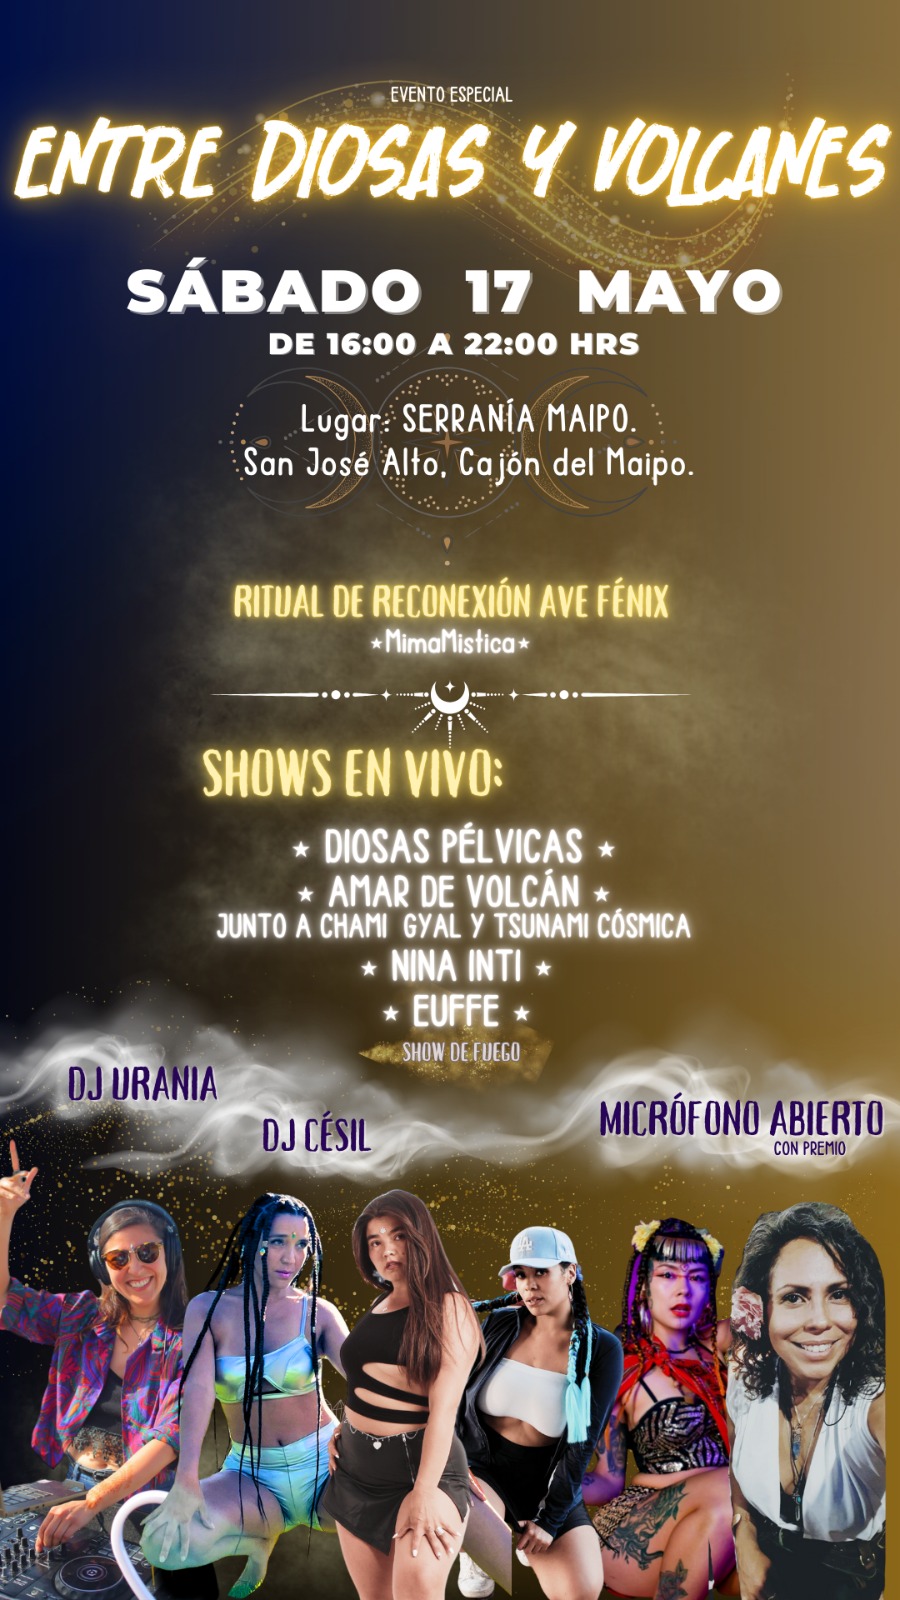 EVENTO ESPECIAL
ENTRE DIOSAS Y VOLCANES
SÁBADO 17 MAYO
DE 16:00 A 22:00 HRS
Lugar: SERRANÍA MAIPO.
San José Alto, Cajón del Maipo.
RITUAL DE RECONEXIÓN AVE FÉNIX
★MimaMistica★
SHOWS EN VIVO:
★ DIOSAS PÉLVICAS ★
★ AMAR DE VOLCÁN ★
JUNTO A CHAMI GYAL Y TSUNAMI CÓSMICA
★ NINA INTI ★
★ EUFFE ★
SHOW DE FUEGO
DJ URANIA
DJ CÉSIL
MICRÓFONO ABIERTO
CON PREMIO
LA